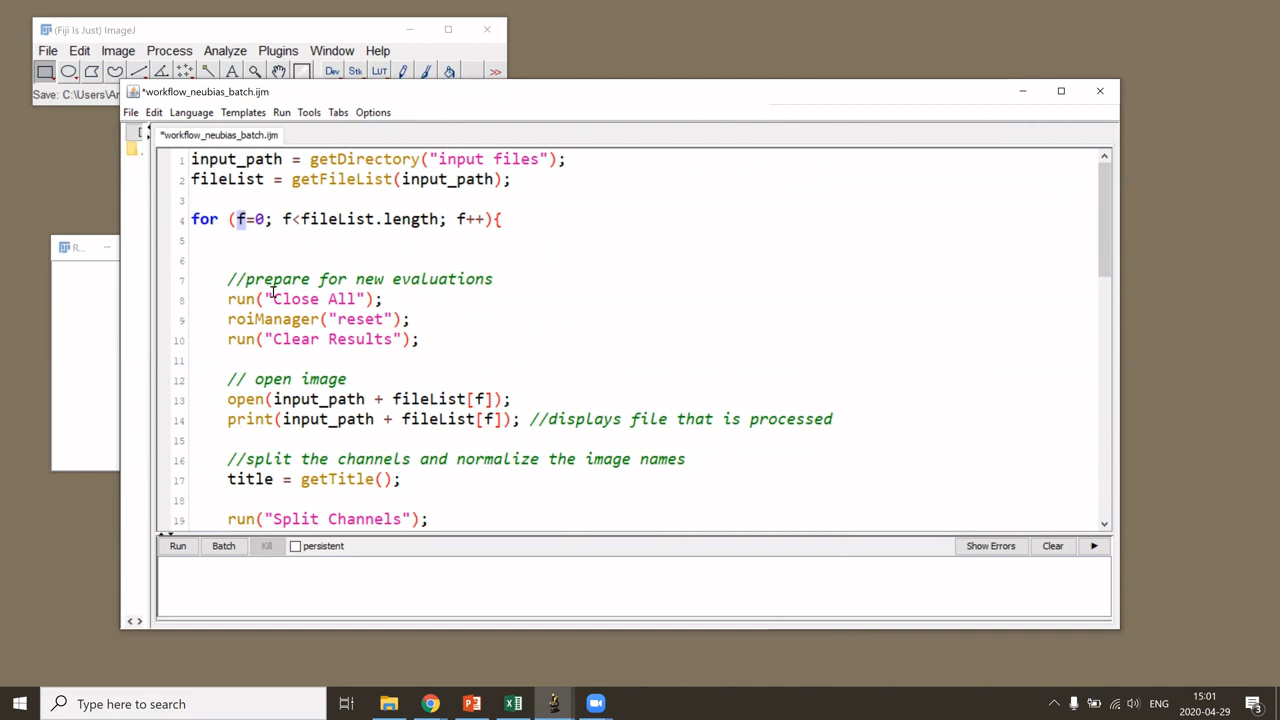 (Fiji Is Just) ImageJ
File Edit Image Process Analyze Plugins Window Help
Dev Stk LUT >>
Save: C:\Users\Ar
*workflow_neubias_batch.ijm
File Edit Language Templates Run Tools Tabs Options
*workflow_neubias_batch.ijm
1 input_path = getDirectory("input files");
2 fileList = getFileList(input_path);
3
4 for (f=0; f<fileList.length; f++){
5
6
7 //prepare for new evaluations
8 run("Close All");
9 roiManager("reset");
10 run("Clear Results");
11
12 // open image
13 open(input_path + fileList[f]);
14 print(input_path + fileList[f]); //displays file that is processed
15
16 //split the channels and normalize the image names
17 title = getTitle();
18
19 run("Split Channels");
R...
Run Batch Kill persistent Show Errors Clear
Type here to search
ENG
15:01
2020-04-29
3